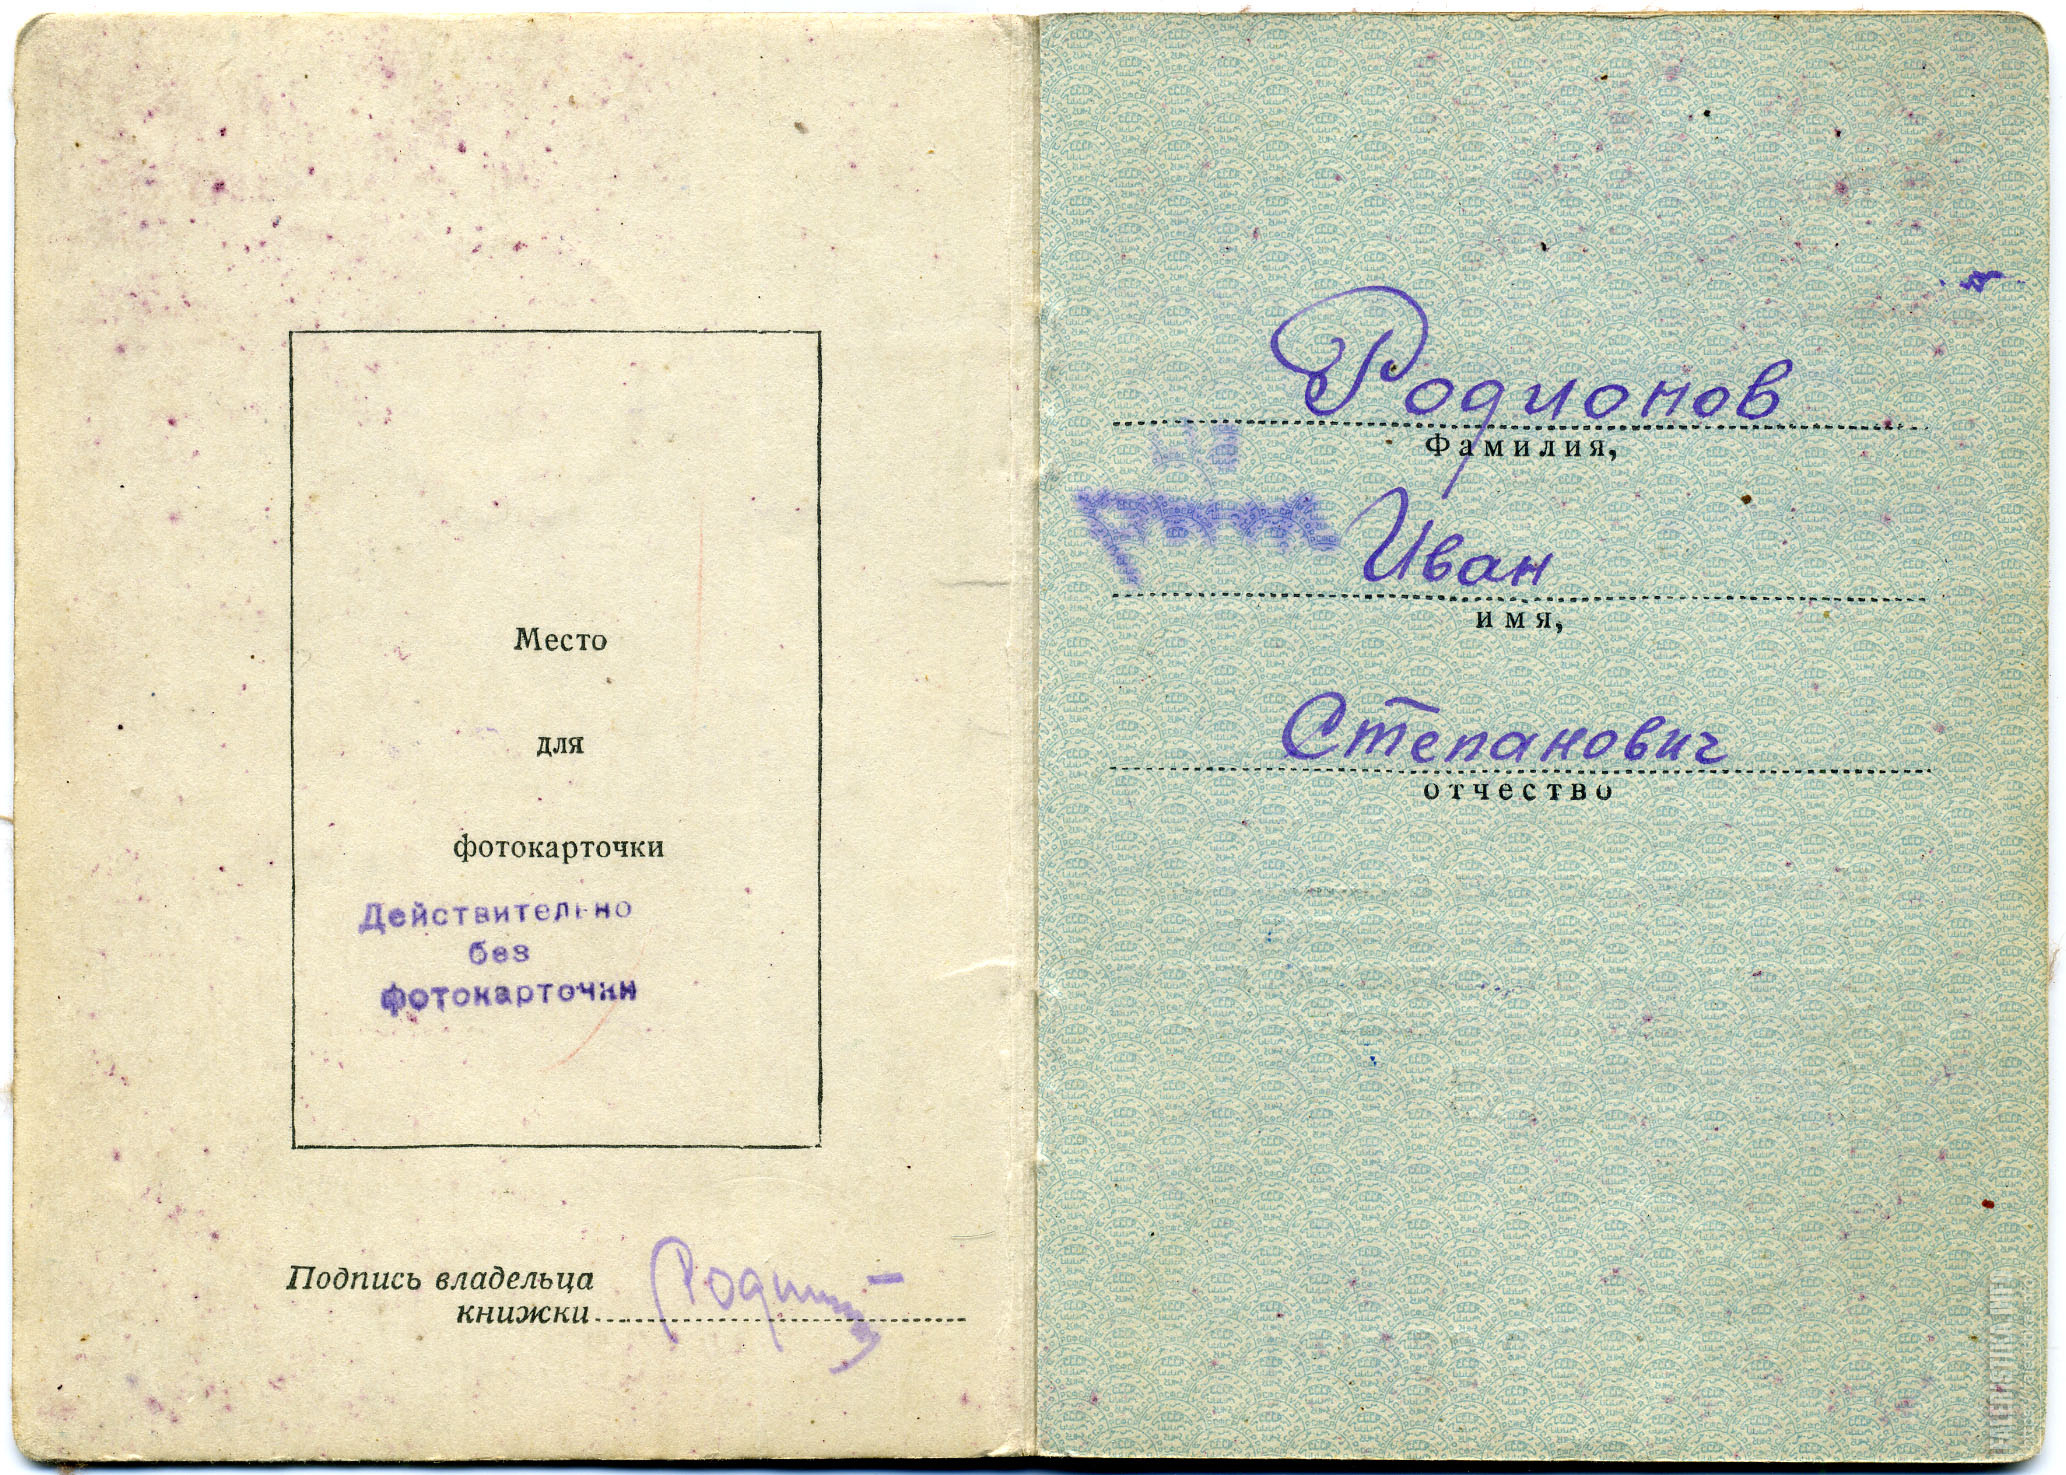 Место
для
фотокарточки
Действительно
без
фотокарточки
Подпись владельца
книжки
Родионов
Фамилия,
Иван
имя,
Степанович
отчество